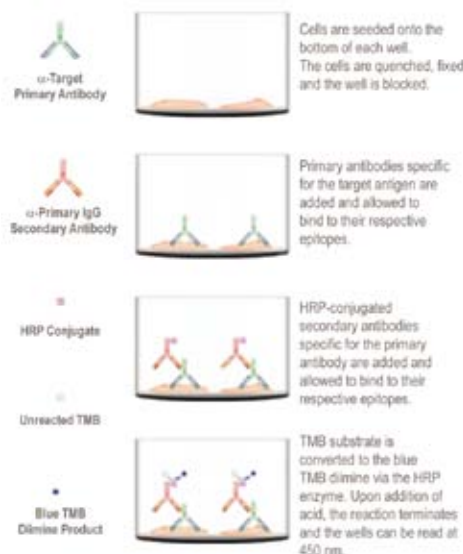 α-Target
Primary Antibody
Cells are seeded onto the
bottom of each well.
The cells are quenched, fixed
and the well is blocked.
α-Primary IgG
Secondary Antibody
Primary antibodies specific
for the target antigen are
added and allowed to
bind to their respective
epitopes.
HRP Conjugate
HRP-conjugated
secondary antibodies
specific for the primary
antibody are added and
allowed to bind to their
respective epitopes.
Unreacted TMB
Blue TMB
Diimine Product
TMB substrate is
converted to the blue
TMB diimine via the HRP
enzyme. Upon addition of
acid, the reaction terminates
and the wells can be read at
450 nm.